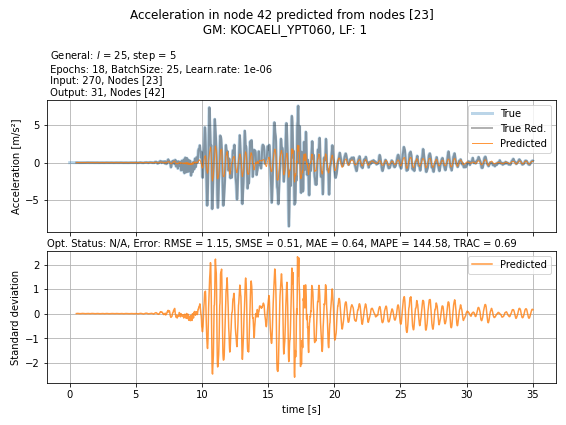 Acceleration in node 42 predicted from nodes [23]
GM: KOCAELI_YPT060, LF: 1
General: l = 25, step = 5
Epochs: 18, BatchSize: 25, Learn.rate: 1e-06
Input: 270, Nodes [23]
Output: 31, Nodes [42]
Acceleration [m/s²]
5
0
−5
True
True Red.
Predicted
Opt. Status: N/A, Error: RMSE = 1.15, SMSE = 0.51, MAE = 0.64, MAPE = 144.58, TRAC = 0.69
Standard deviation
2
1
0
−1
−2
Predicted
0 5 10 15 20 25 30 35
time [s]